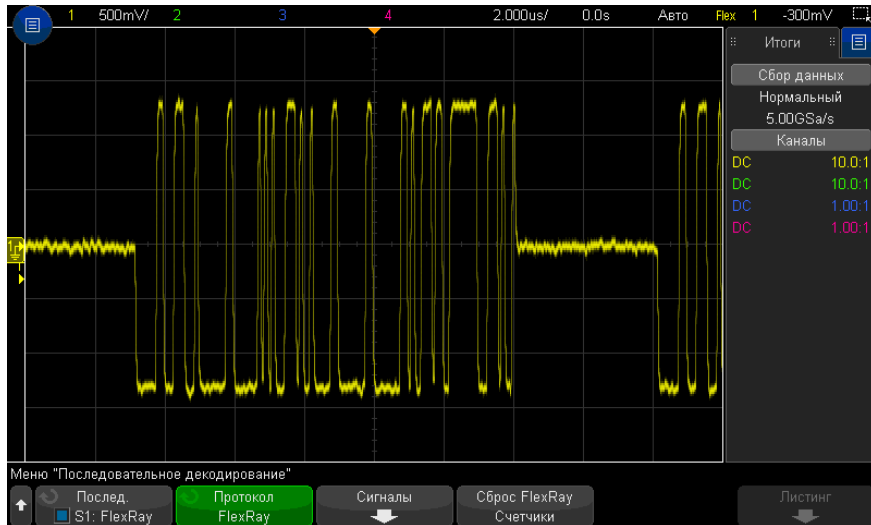 1 500mV/ 2 3 4 2.000us/ 0.0s Авто Flex 1 -300mV
Итоги
Сбор данных
Нормальный
5.00GSa/s
Каналы
DC 10.0:1
DC 10.0:1
DC 1.00:1
DC 1.00:1
1
Меню "Последовательное декодирование"
Послед.
S1: FlexRay
Протокол
FlexRay
Сигналы
Сброс FlexRay
Счетчики
Листинг